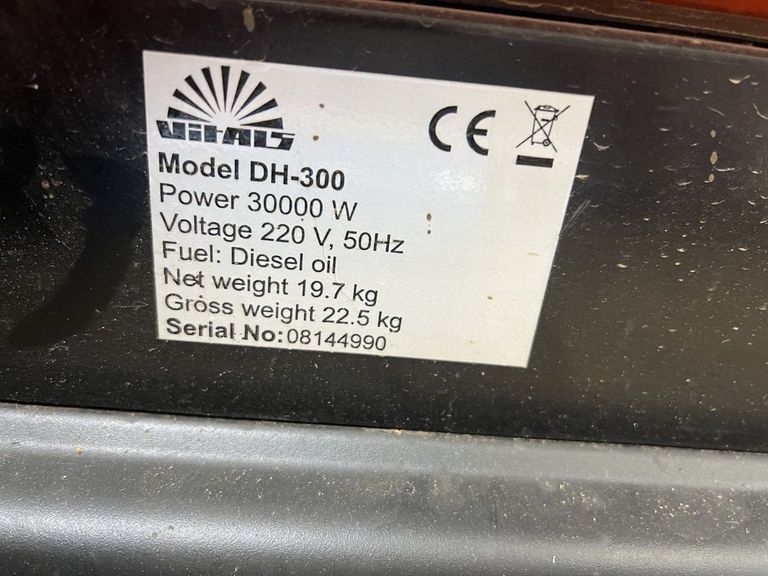 Vitals
CE
Model DH-300
Power 30000 W
Voltage 220 V, 50Hz
Fuel: Diesel oil
Net weight 19.7 kg
Gross weight 22.5 kg
Serial No: 08144990